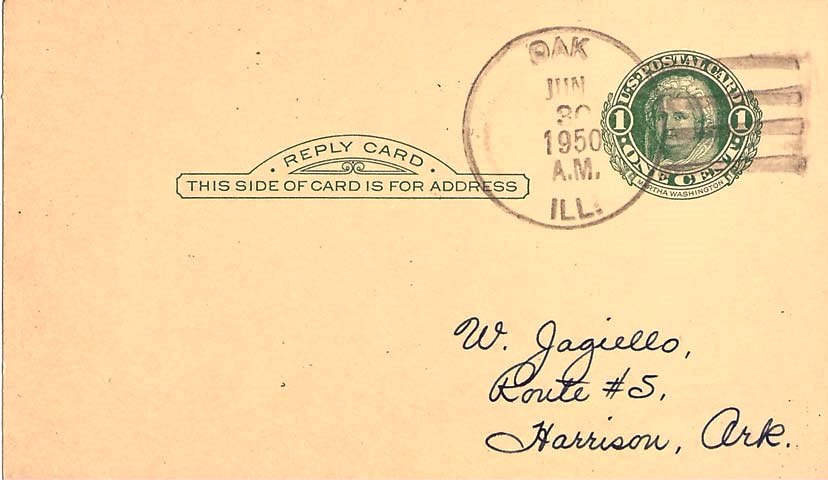 OAK
JUN
30
1950
A.M.
ILL.
U·S·POSTAL CARD
1 1
·ONE CENT·
MARTHA WASHINGTON
· REPLY CARD ·
THIS SIDE OF CARD IS FOR ADDRESS
W. Jagiello,
Route #5,
Harrison, Ark.